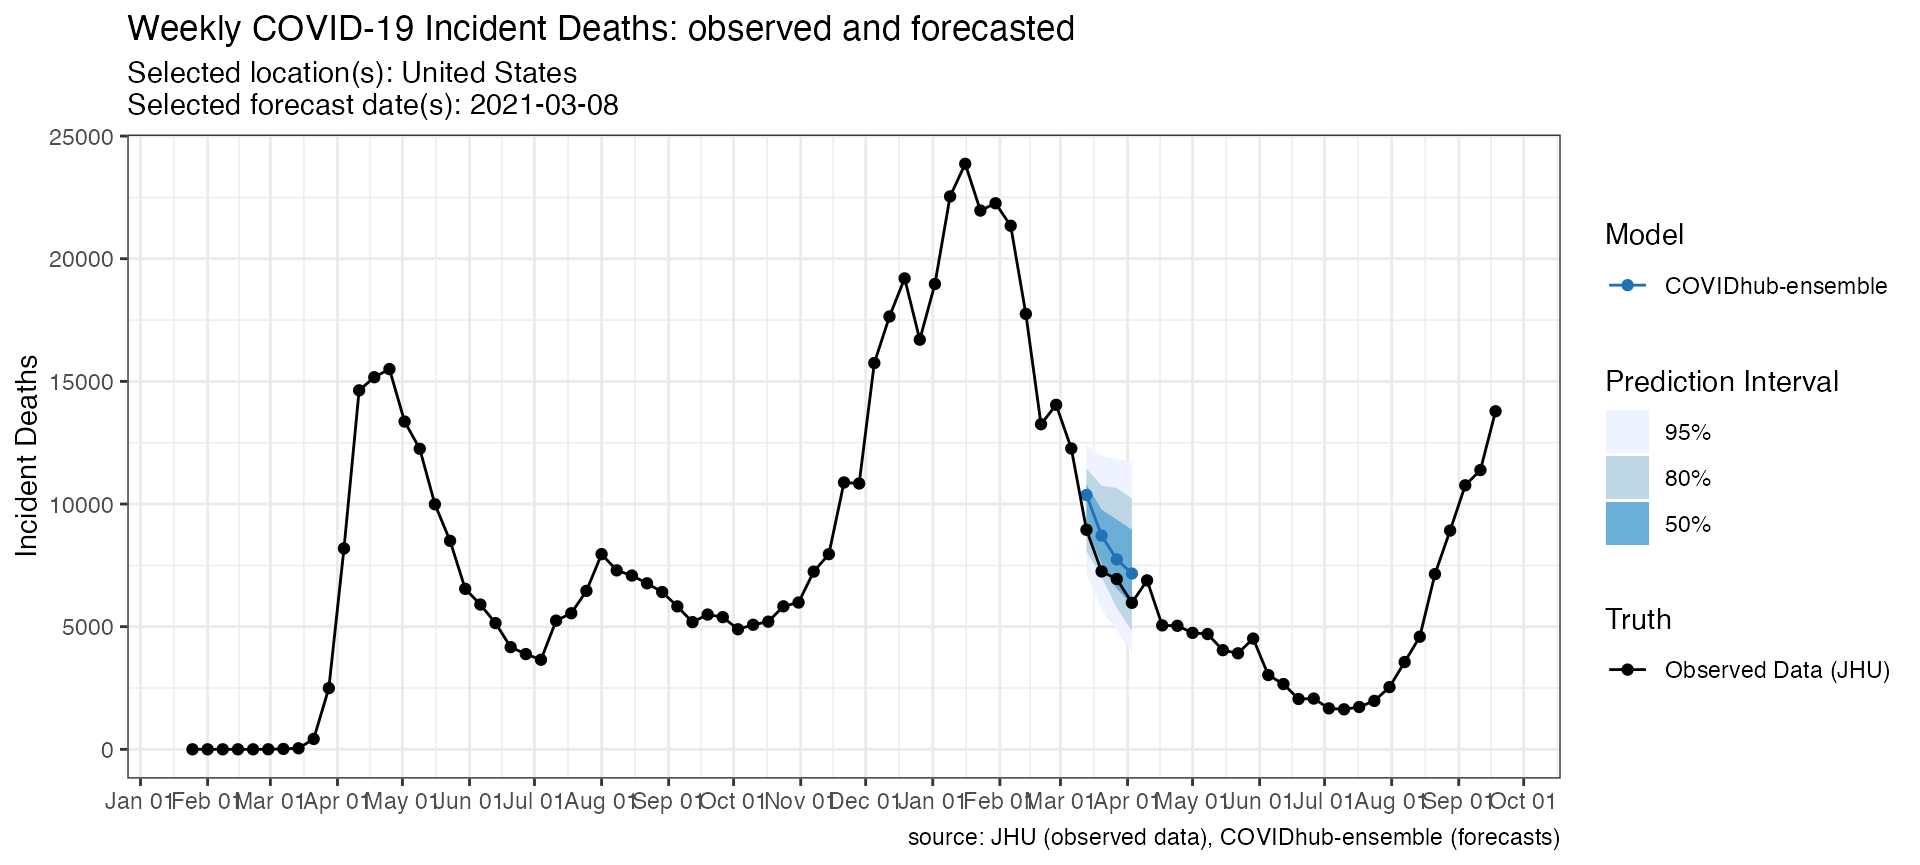 Weekly COVID-19 Incident Deaths: observed and forecasted
Selected location(s): United States
Selected forecast date(s): 2021-03-08
25000
20000
15000
10000
5000
0
Incident Deaths
Jan 01 Feb 01 Mar 01 Apr 01 May 01 Jun 01 Jul 01 Aug 01 Sep 01 Oct 01 Nov 01 Dec 01 Jan 01 Feb 01 Mar 01 Apr 01 May 01 Jun 01 Jul 01 Aug 01 Sep 01 Oct 01
source: JHU (observed data), COVIDhub-ensemble (forecasts)
Model
COVIDhub-ensemble
Prediction Interval
95%
80%
50%
Truth
Observed Data (JHU)